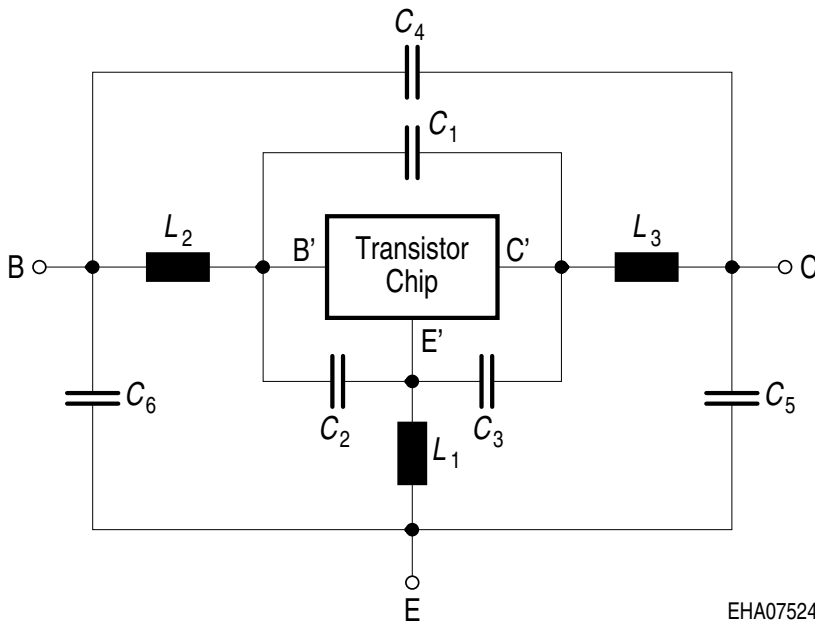 C4
C1
L2
L3
B
B'
Transistor
Chip
C'
C
E'
C6
C2
C3
C5
L1
E
EHA07524